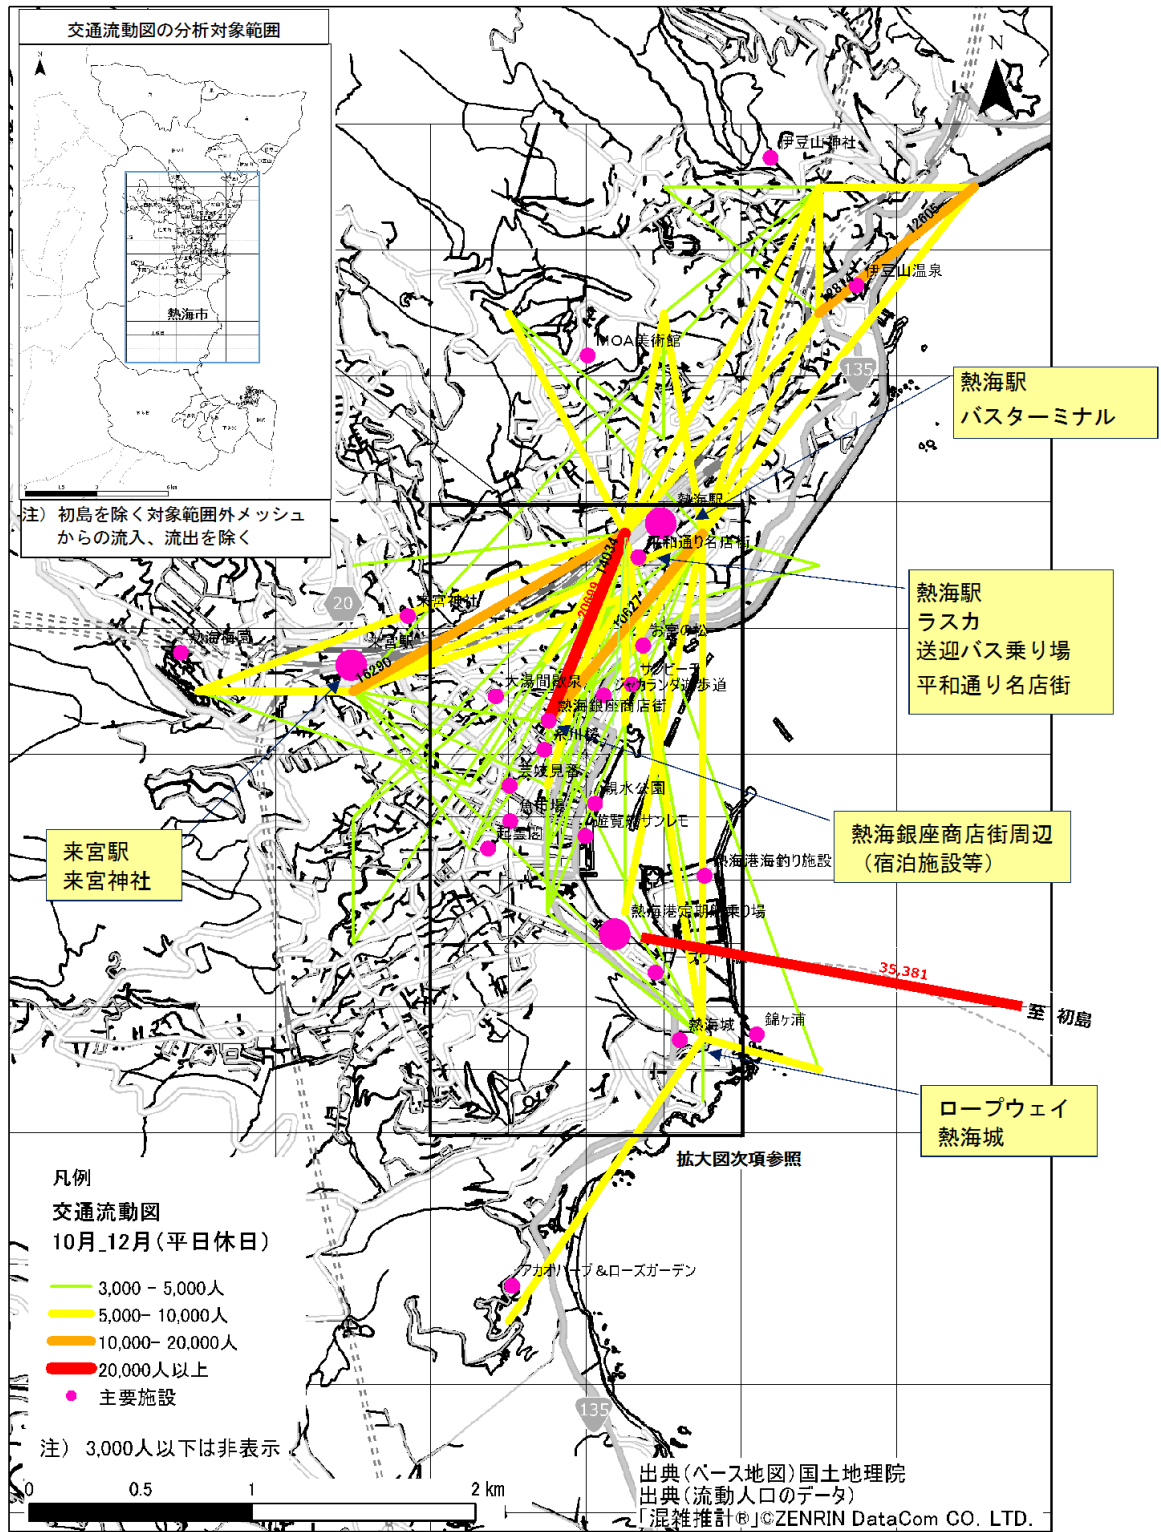 交通流動図の分析対象範囲
N
熱海市
注）初島を除く対象範囲外メッシュ
からの流入、流出を除く
N
伊豆山神社
12605
伊豆山温泉
12814
MOA美術館
135
熱海駅
バスターミナル
熱海駅
平和通り名店街
14034
20699
10627
20
来宮神社
熱海梅園
来宮駅
16290
お宮の松
サンビーチ
大湯間歇泉
ジャカランダ遊歩道
熱海銀座商店街
糸川桜
芸妓見番
親水公園
魚市場
遊覧船サンレモ
起雲閣
熱海駅
ラスカ
送迎バス乗り場
平和通り名店街
来宮駅
来宮神社
熱海銀座商店街周辺
（宿泊施設等）
熱海港海釣り施設
熱海港定期船乗り場
35,381
至 初島
熱海城
錦ヶ浦
ロープウェイ
熱海城
拡大図次項参照
アカオハーブ＆ローズガーデン
135
凡例
交通流動図
10月_12月（平日休日）
3,000 - 5,000人
5,000- 10,000人
10,000- 20,000人
20,000人以上
主要施設
注） 3,000人以下は非表示
0 0.5 1 2 km
出典（ベース地図）国土地理院
出典（流動人口のデータ）
「混雑推計®」©ZENRIN DataCom CO. LTD.